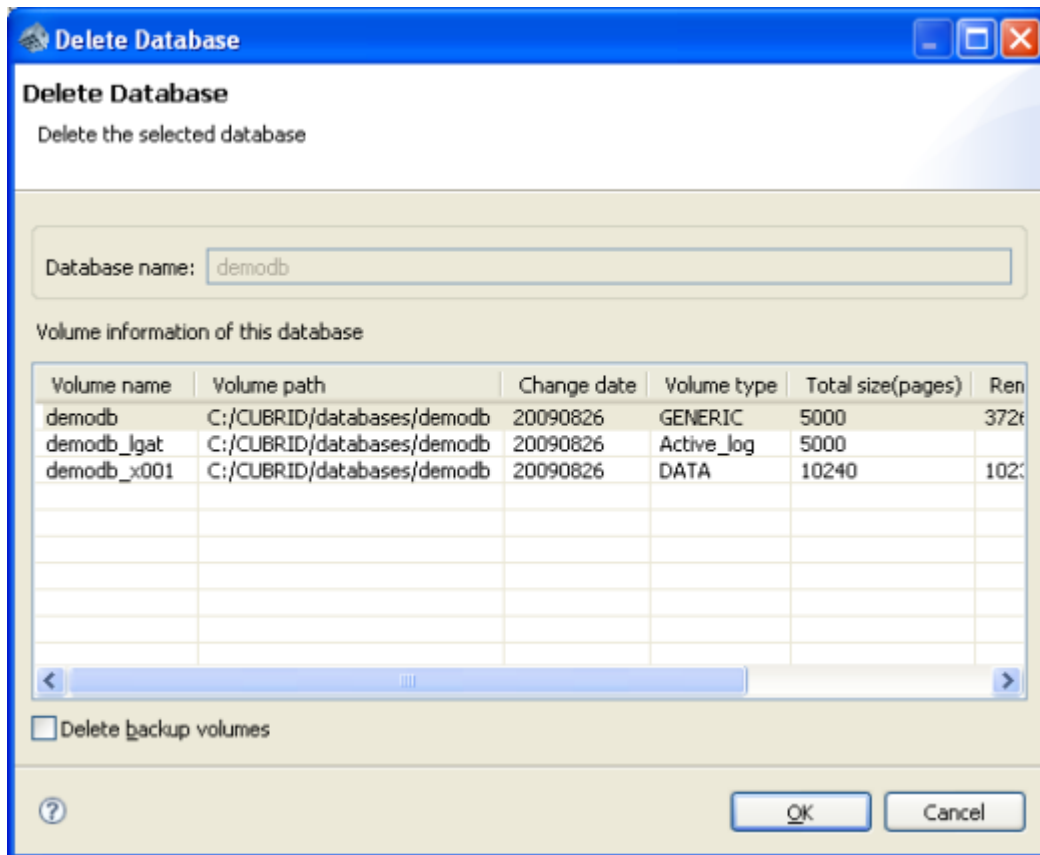 Delete Database
Delete Database
Delete the selected database
Database name: demodb
Volume information of this database
Volume name Volume path Change date Volume type Total size(pages) Ren
demodb C:/CUBRID/databases/demodb 20090826 GENERIC 5000 3726
demodb_lgat C:/CUBRID/databases/demodb 20090826 Active_log 5000
demodb_x001 C:/CUBRID/databases/demodb 20090826 DATA 10240
Delete backup volumes
OK Cancel